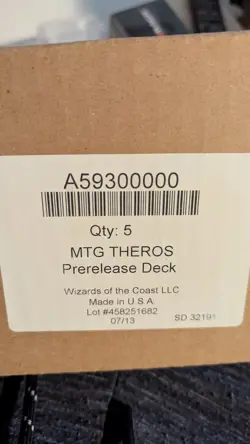 A59300000
Qty: 5
MTG THEROS
Prerelease Deck
Wizards of the Coast LLC
Made in U.S.A.
Lot #458251682
07/13
SD 32191